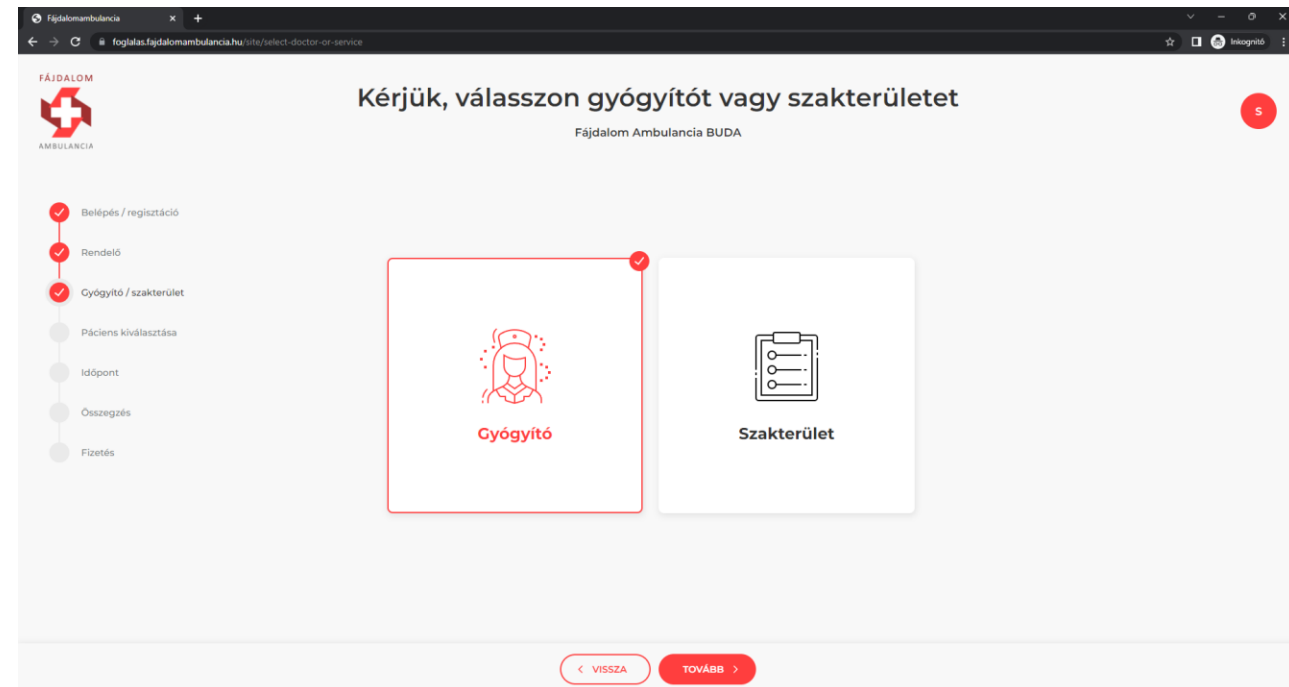 Fájdalomambulancia
foglalas.fajdalomambulancia.hu/site/select-doctor-or-service
Inkognitó
FÁJDALOM
AMBULANCIA
Kérjük, válasszon gyógyítót vagy szakterületet
Fájdalom Ambulancia BUDA
S
Belépés / regisztáció
Rendelő
Gyógyító / szakterület
Páciens kiválasztása
Időpont
Összegzés
Fizetés
Gyógyító
Szakterület
VISSZA
TOVÁBB